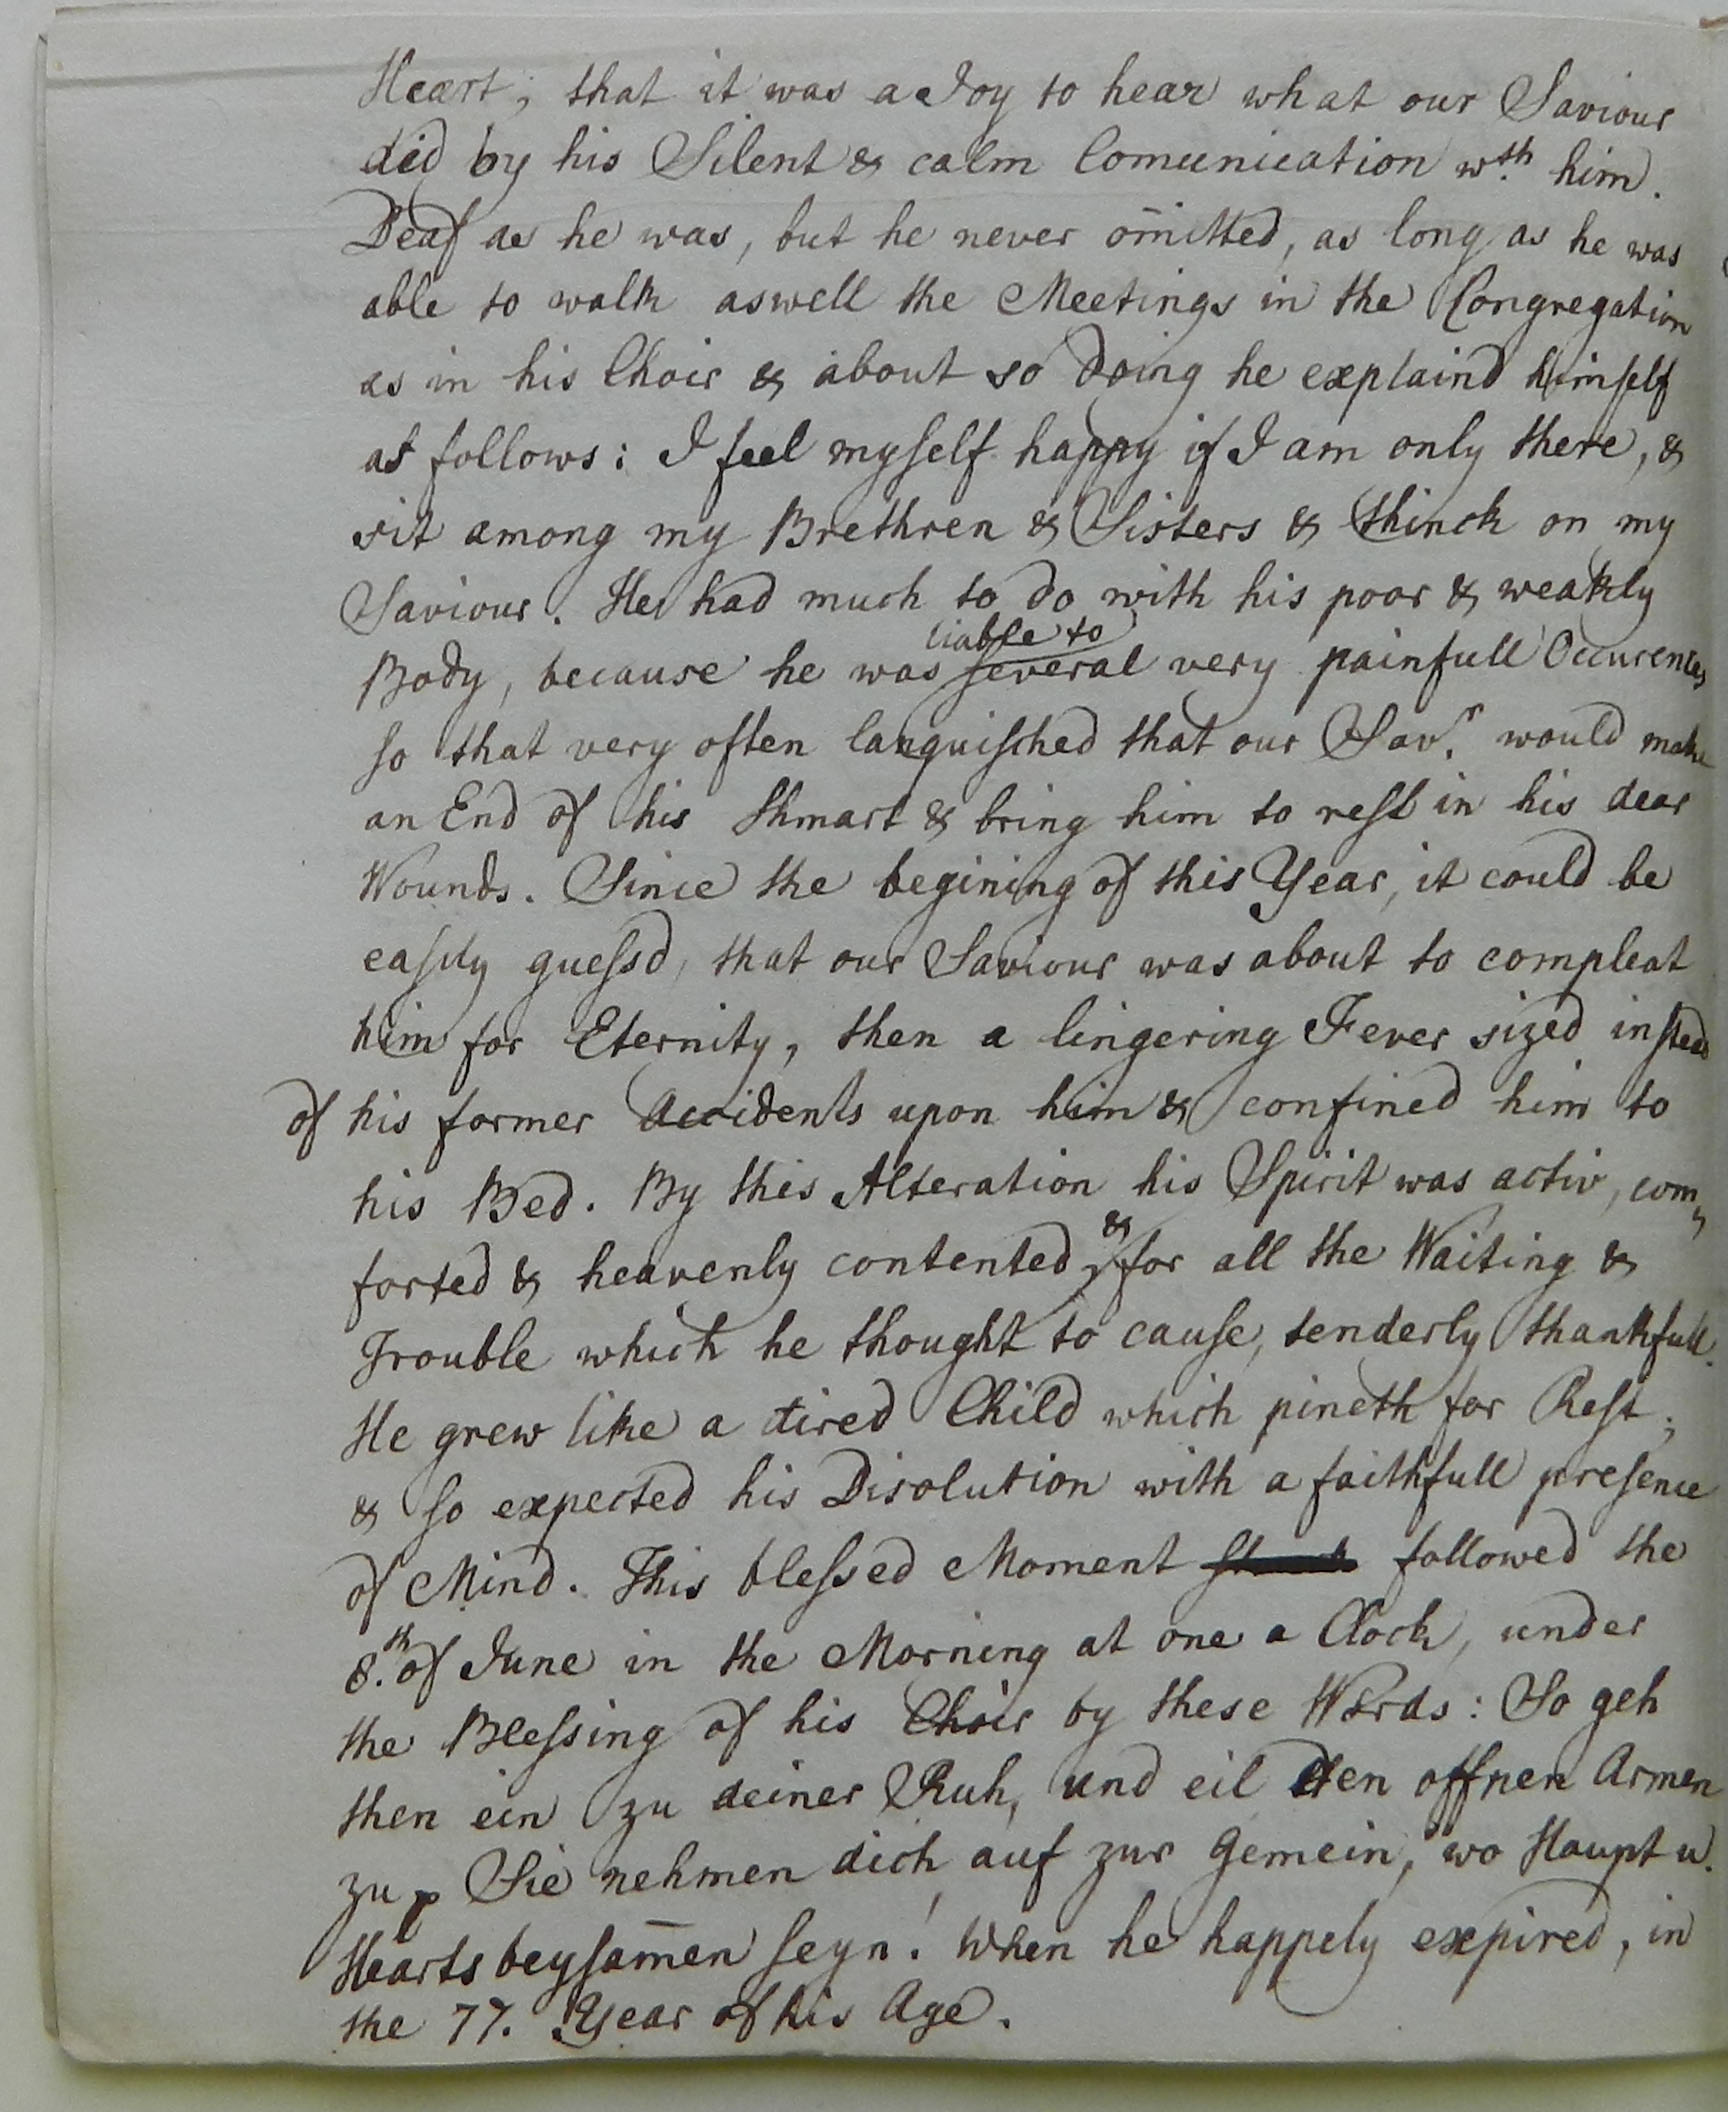 Heart; that it was a Joy to hear what our Saviour
did by his Silent & calm Comunication wth. him.
Deaf as he was, but he never om̄itted, as long as he was
able to walk aswell the Meetings in the Congregation
as in his Choir & about so doing he explaind himself
as follows: I feel myself happy if I am only there, &
sit among my Brethren & Sisters & thinck on my
Saviour. He had much to do with his poor & weakly
liable to
Body, because he was several very painfull Occurences
so that very often languisched that our Savr. would make
an End of his Shmart & bring him to rest in his dear
Wounds. Since the begining of this Year, it could be
easily guessd, that our Saviour was about to compleat
him for Eternity, then a lingering Fever sized instead
of his former Accidents upon him & confined him to
his Bed. By this Alteration his Spirit was activ, com„
forted & heavenly contented, & for all the Waiting &
Trouble which he thought to cause, tenderly thankfull.
He grew like a tired Child which pineth for Rest;
& so expected his Disolution with a faithfull presence
of Mind. This blessed Moment followed the
8.th of June in the Morning at one a Clock, under
the Blessing of his Choir by these Words: So geh
then ein zu deiner Ruh, und eil den offnen Armen
zu, Sie nehmen dich auf zur Gemein, wo Haupt u.
Hearts beysam̄en seyn! When he happely expired, in
the 77. Year of his Age.